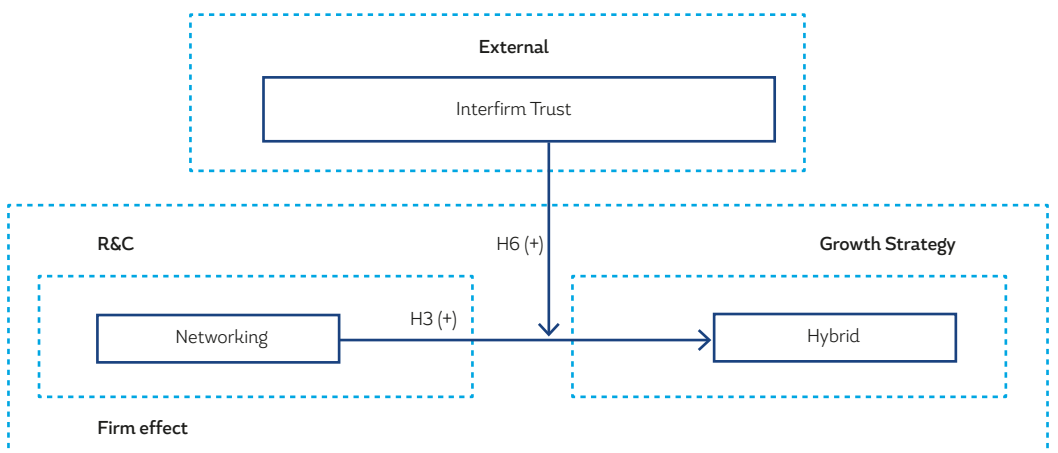 External
Interfirm Trust
R&C
H6 (+)
Growth Strategy
H3 (+)
Networking
Hybrid
Firm effect